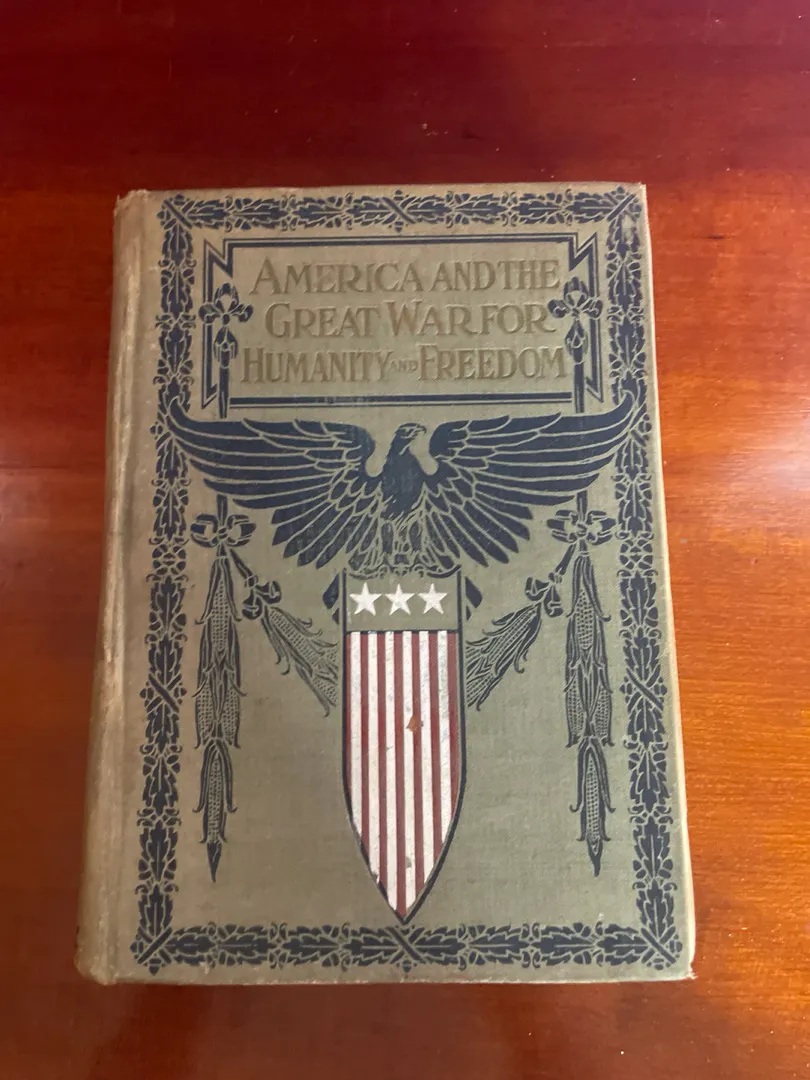 AMERICA AND THE
GREAT WAR FOR
HUMANITY AND FREEDOM